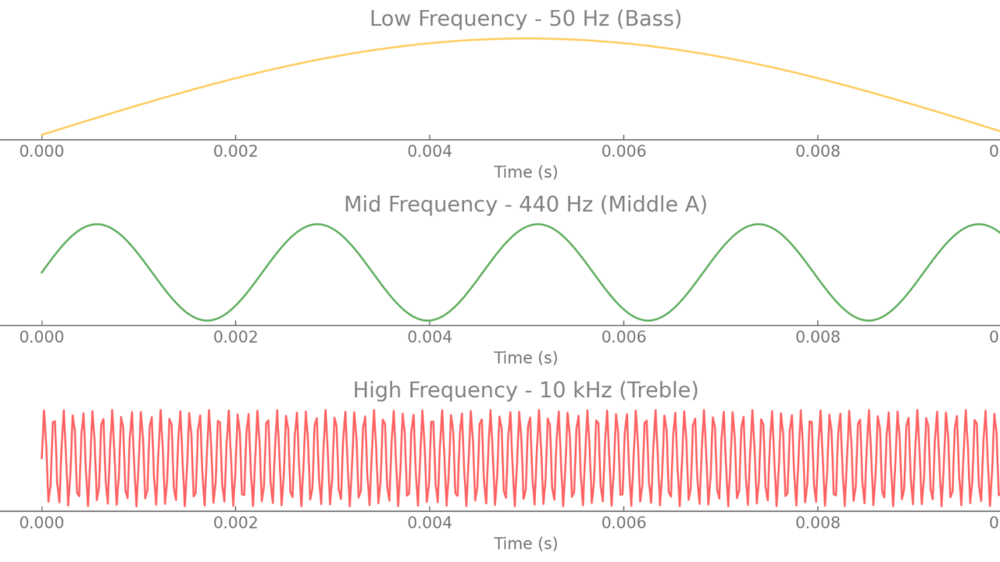 Low Frequency - 50 Hz (Bass)
0.000 0.002 0.004 0.006 0.008
Time (s)
Mid Frequency - 440 Hz (Middle A)
0.000 0.002 0.004 0.006 0.008
Time (s)
High Frequency - 10 kHz (Treble)
0.000 0.002 0.004 0.006 0.008
Time (s)